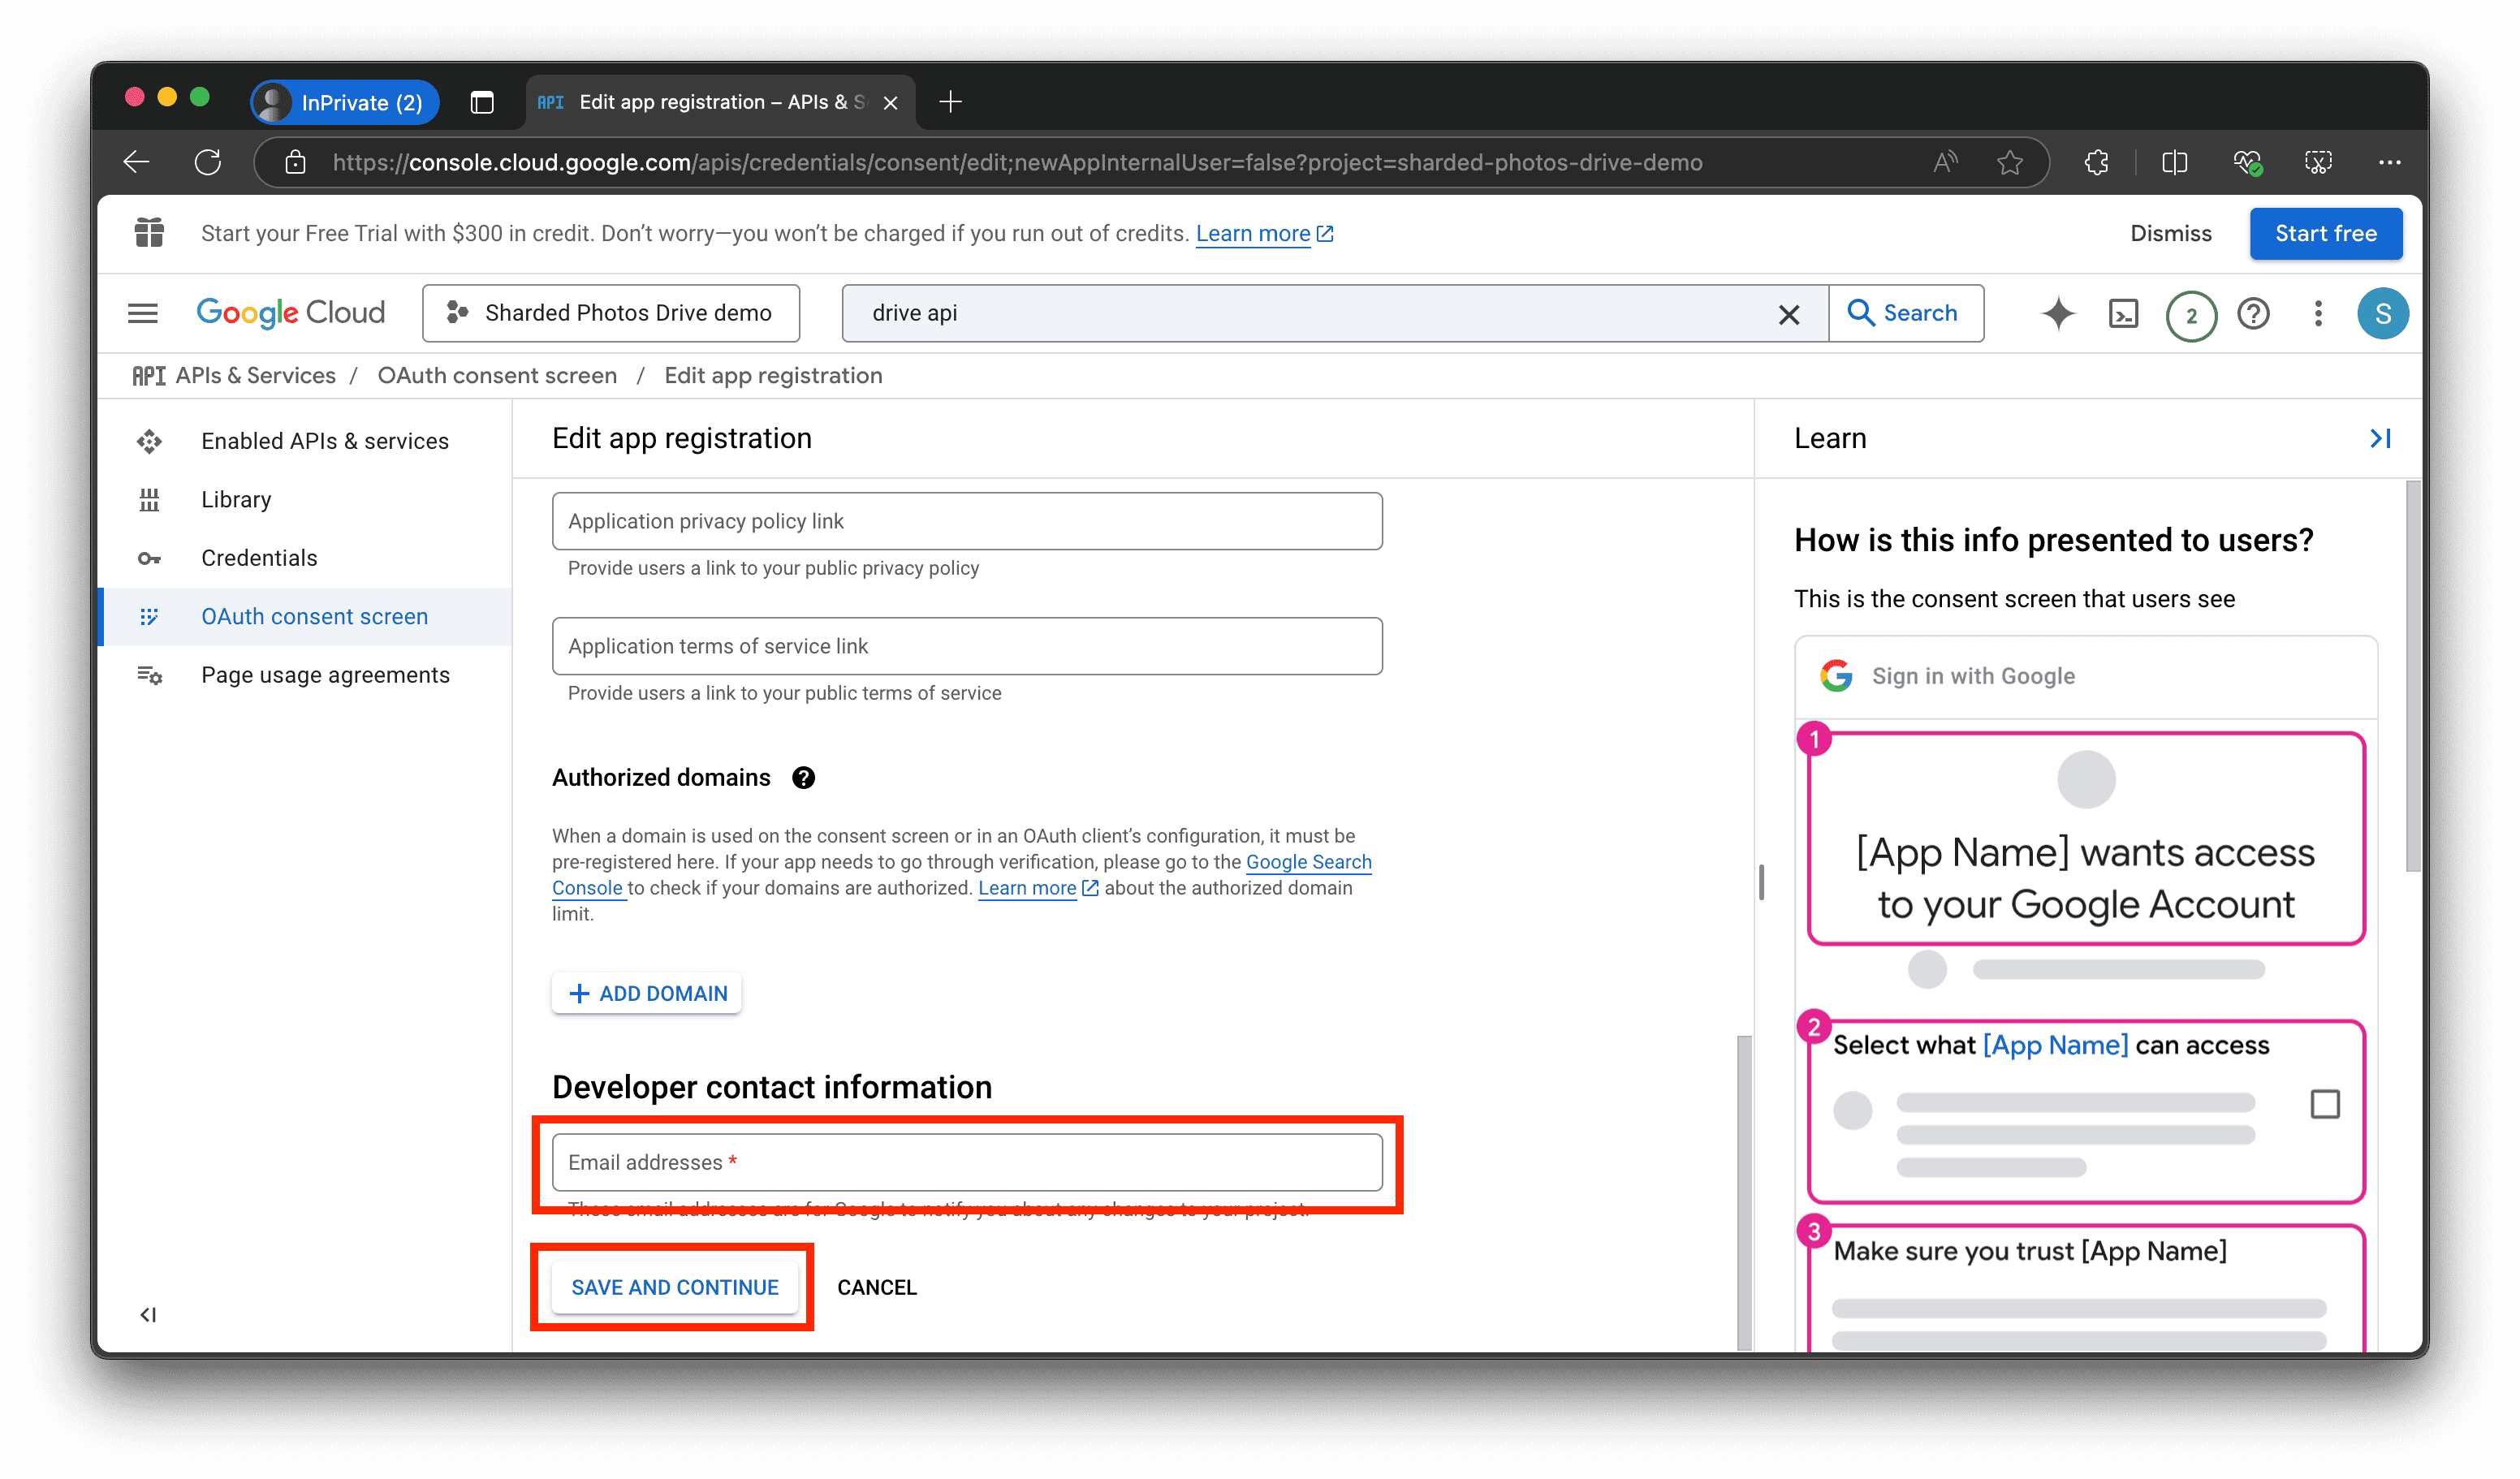 InPrivate (2)
API Edit app registration – APIs & S
https://console.cloud.google.com/apis/credentials/consent/edit;newAppInternalUser=false?project=sharded-photos-drive-demo
Start your Free Trial with $300 in credit. Don't worry—you won't be charged if you run out of credits. Learn more
Dismiss
Start free
Google Cloud
Sharded Photos Drive demo
drive api
Search
2
S
API APIs & Services / OAuth consent screen / Edit app registration
Enabled APIs & services
Library
Credentials
OAuth consent screen
Page usage agreements
Edit app registration
Application privacy policy link
Provide users a link to your public privacy policy
Application terms of service link
Provide users a link to your public terms of service
Authorized domains
When a domain is used on the consent screen or in an OAuth client's configuration, it must be
pre-registered here. If your app needs to go through verification, please go to the Google Search
Console to check if your domains are authorized. Learn more about the authorized domain
limit.
+ ADD DOMAIN
Developer contact information
Email addresses *
These email addresses are for Google to notify you about any changes to your project.
SAVE AND CONTINUE
CANCEL
Learn
How is this info presented to users?
This is the consent screen that users see
Sign in with Google
1
[App Name] wants access
to your Google Account
2
Select what [App Name] can access
3
Make sure you trust [App Name]